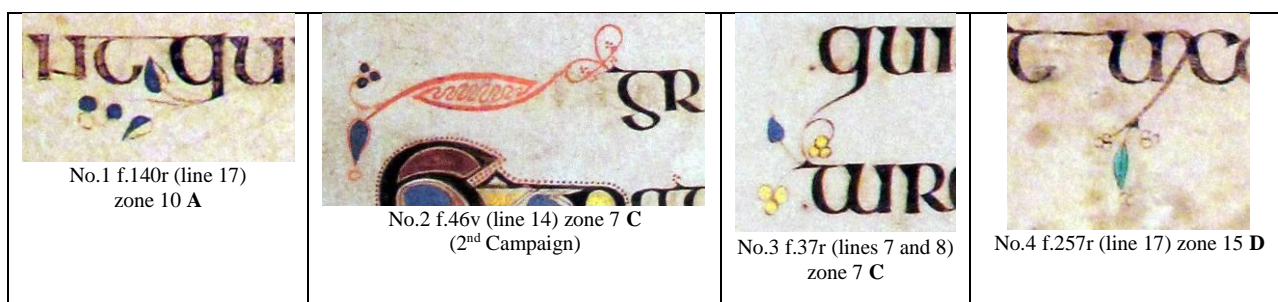 No.1 f.140r (line 17)
zone 10 A
No.2 f.46v (line 14) zone 7 C
(2nd Campaign)
No.3 f.37r (lines 7 and 8)
zone 7 C
No.4 f.257r (line 17) zone 15 D